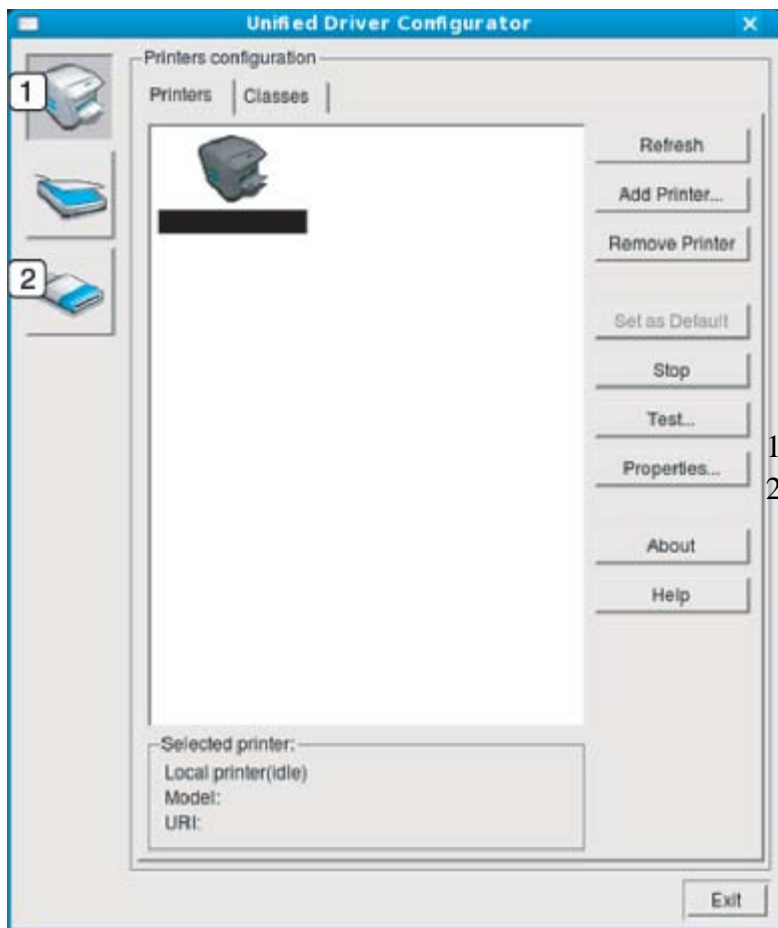 Unified Driver Configurator
1
2
Printers configuration
Printers
Classes
Refresh
Add Printer...
Remove Printer
Set as Default
Stop
Test...
Properties...
About
Help
1
2
Selected printer:
Local printer(idle)
Model:
URI:
Exit